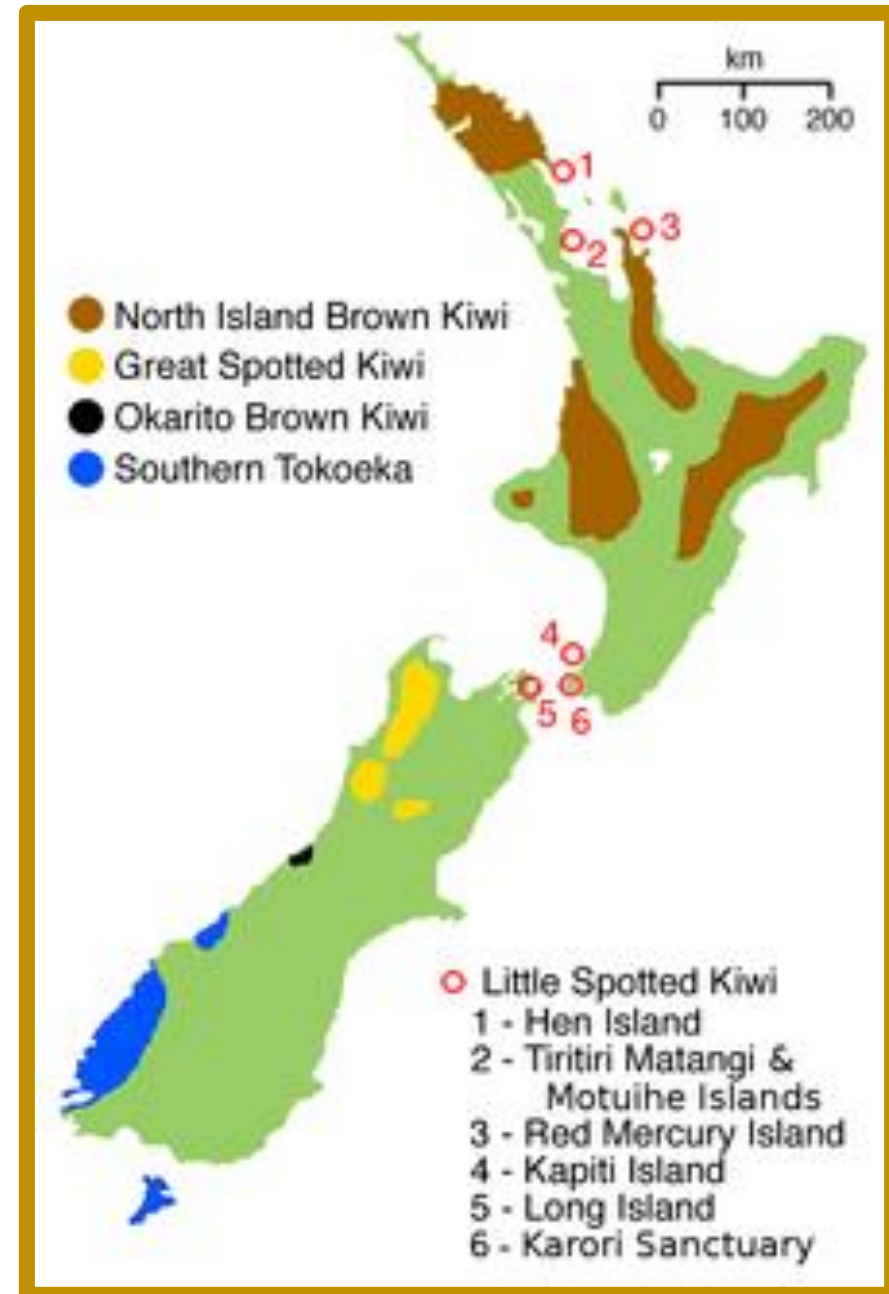 km
0 100 200
1
2
3
North Island Brown Kiwi
Great Spotted Kiwi
Okarito Brown Kiwi
Southern Tokoeka
4
5 6
Little Spotted Kiwi
1 - Hen Island
2 - Tiritiri Matangi &
Motuihe Islands
3 - Red Mercury Island
4 - Kapiti Island
5 - Long Island
6 - Karori Sanctuary